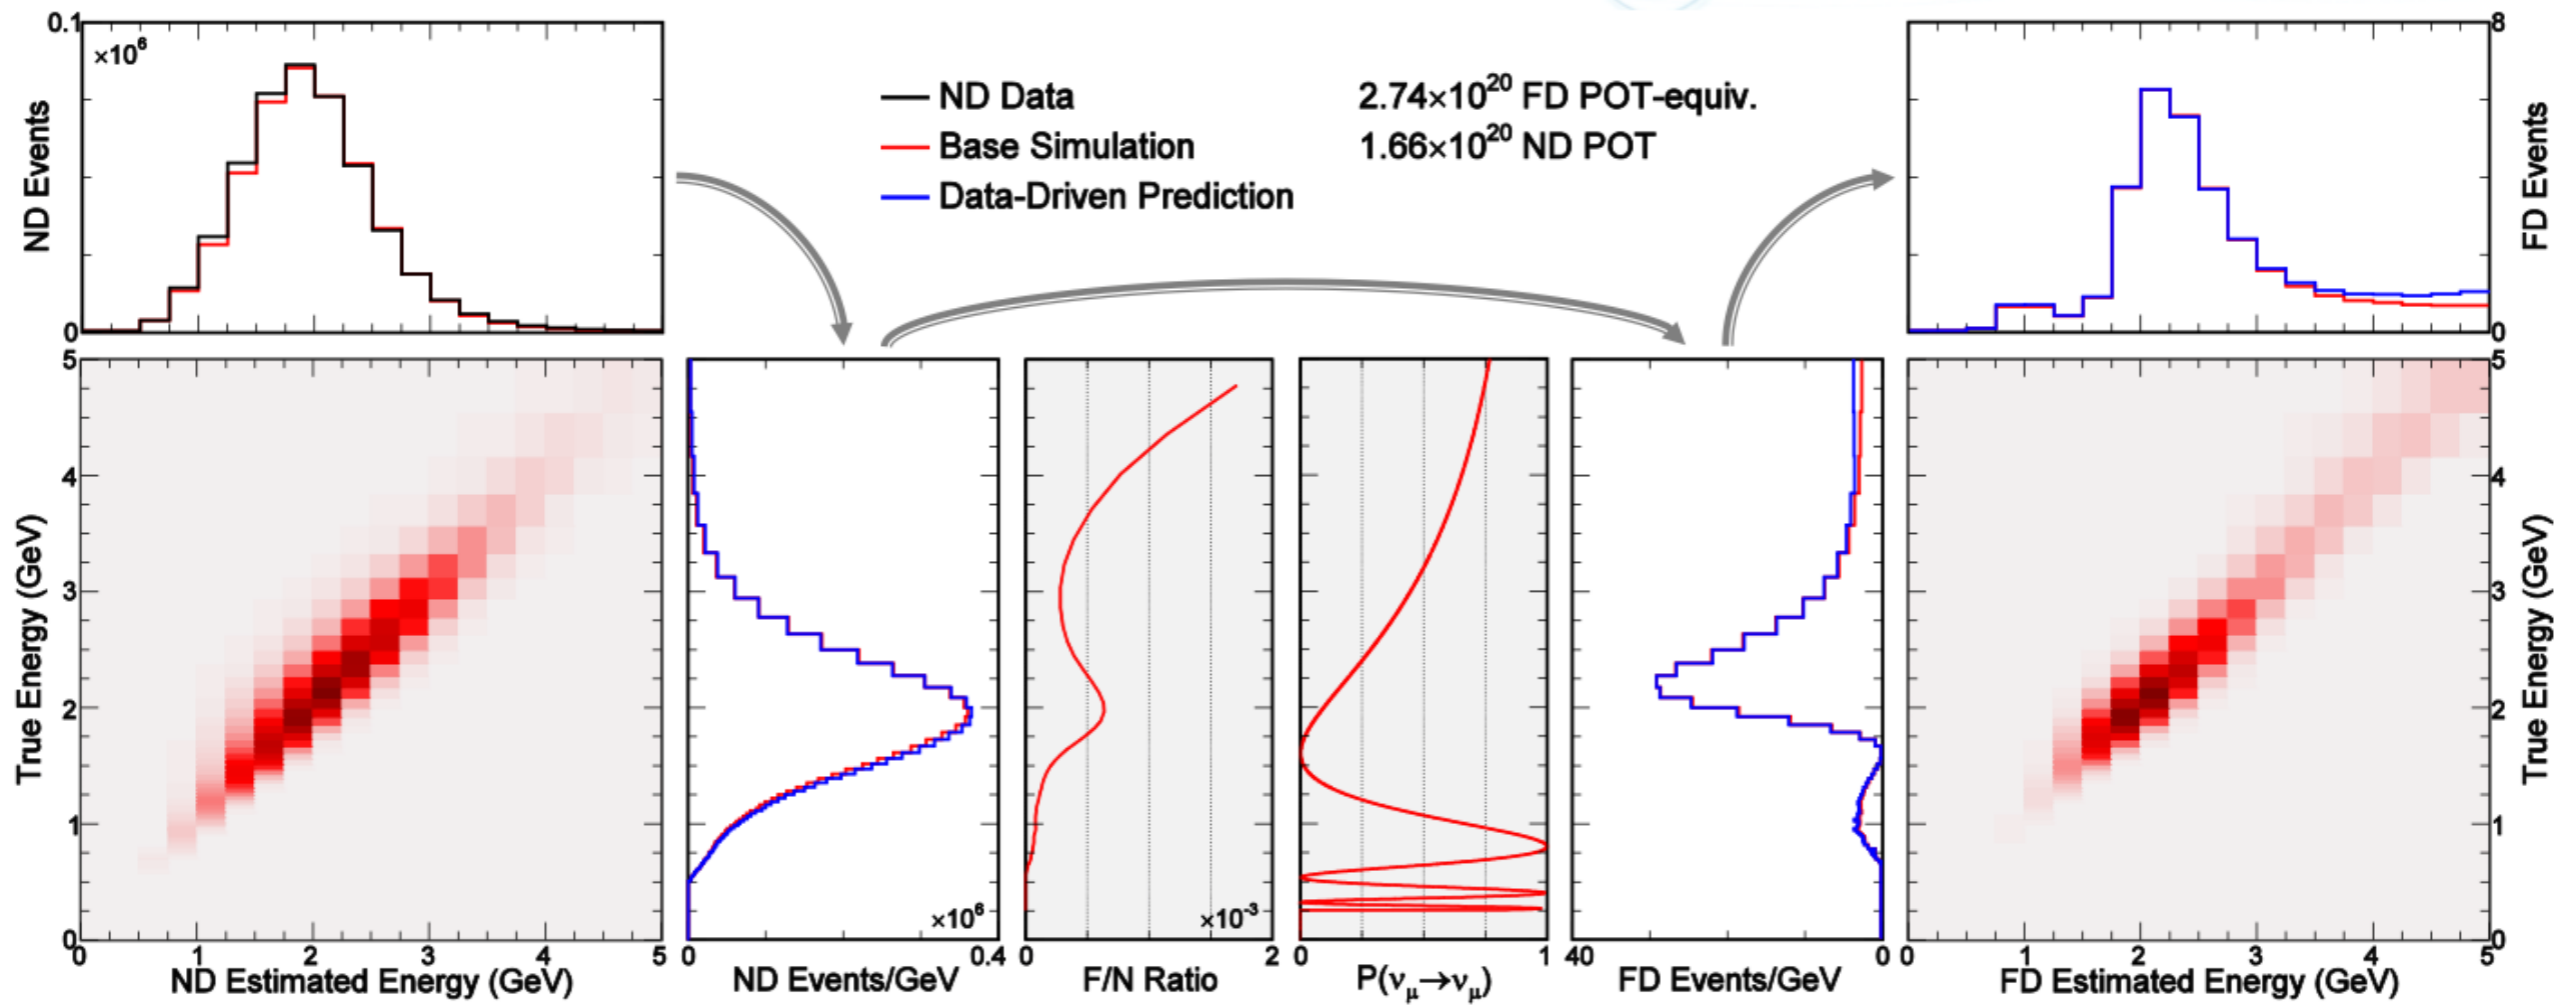 0.1
×10⁶
ND Events
0
ND Data
Base Simulation
Data-Driven Prediction
2.74×10²⁰ FD POT-equiv.
1.66×10²⁰ ND POT
8
FD Events
0
5
4
3
2
1
0
True Energy (GeV)
0 1 2 3 4 5
ND Estimated Energy (GeV)
×10⁶
0 0.4
ND Events/GeV
×10⁻³
0 2
F/N Ratio
0 1
P(νμ→νμ)
40 0
FD Events/GeV
1 2 3 4 5
FD Estimated Energy (GeV)
5
4
3
2
1
0
True Energy (GeV)